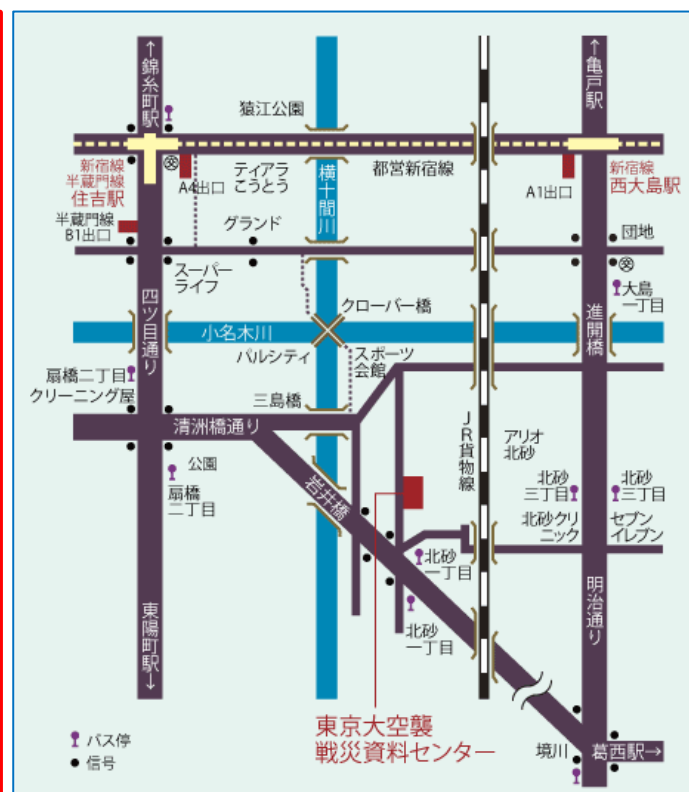 ↑錦糸町駅
↑亀戸駅
猿江公園
新宿線
半蔵門線
住吉駅
A4出口
ティアラ
こうとう
横十間川
都営新宿線
A1出口
新宿線
西大島駅
半蔵門線
B1出口
グランド
団地
スーパー
ライフ
大島
一丁目
四ツ目通り
小名木川
クローバー橋
進開橋
パルシティ
スポーツ
会館
扇橋二丁目
クリーニング屋
三島橋
清洲橋通り
JR貨物線
アリオ
北砂
公園
扇橋
二丁目
岩井橋
北砂
三丁目
北砂
三丁目
北砂クリ
ニック
セブン
イレブン
北砂
一丁目
北砂
一丁目
明治通り
東陽町駅→
東京大空襲
戦災資料センター
バス停
信号
境川
葛西駅→